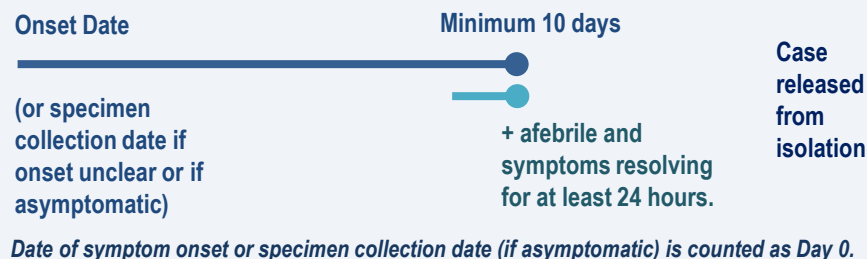 Onset Date
Minimum 10 days
Case
released
from
isolation
(or specimen
collection date if
onset unclear or if
asymptomatic)
+ afebrile and
symptoms resolving
for at least 24 hours.
Date of symptom onset or specimen collection date (if asymptomatic) is counted as Day 0.